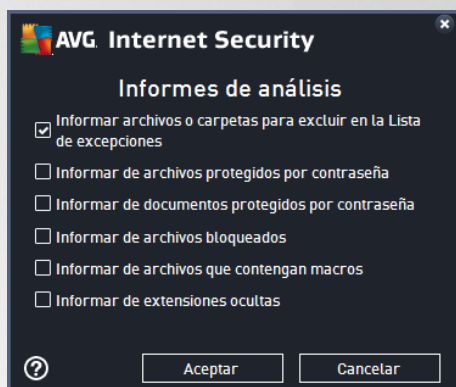 AVG. Internet Security
Informes de análisis
Informar archivos o carpetas para excluir en la Lista
de excepciones
Informar de archivos protegidos por contraseña
Informar de documentos protegidos por contraseña
Informar de archivos bloqueados
Informar de archivos que contengan macros
Informar de extensiones ocultas
? Aceptar Cancelar